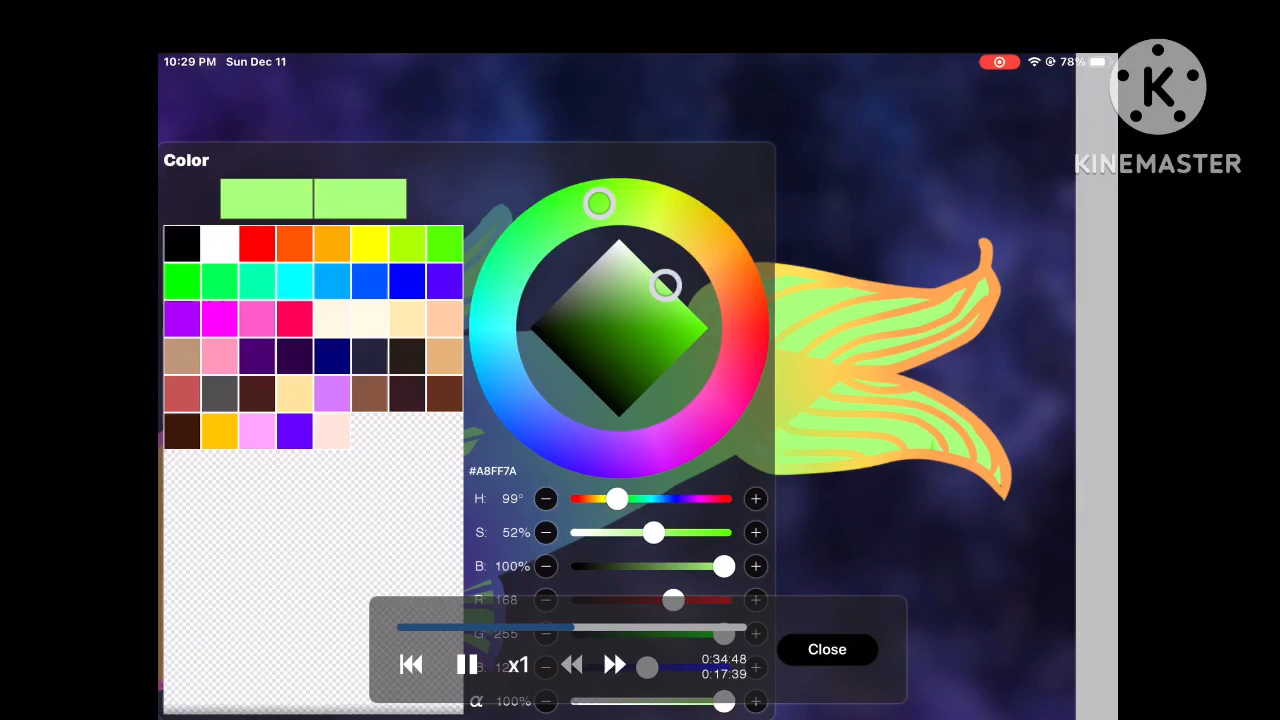 10:29 PM Sun Dec 11
78%
K
KINEMASTER
Color
#A8FF7A
H: 99°
S: 52%
B: 100%
R: 168
G: 255
B: 12
α 100%
x1
0:34:48
0:17:39
Close